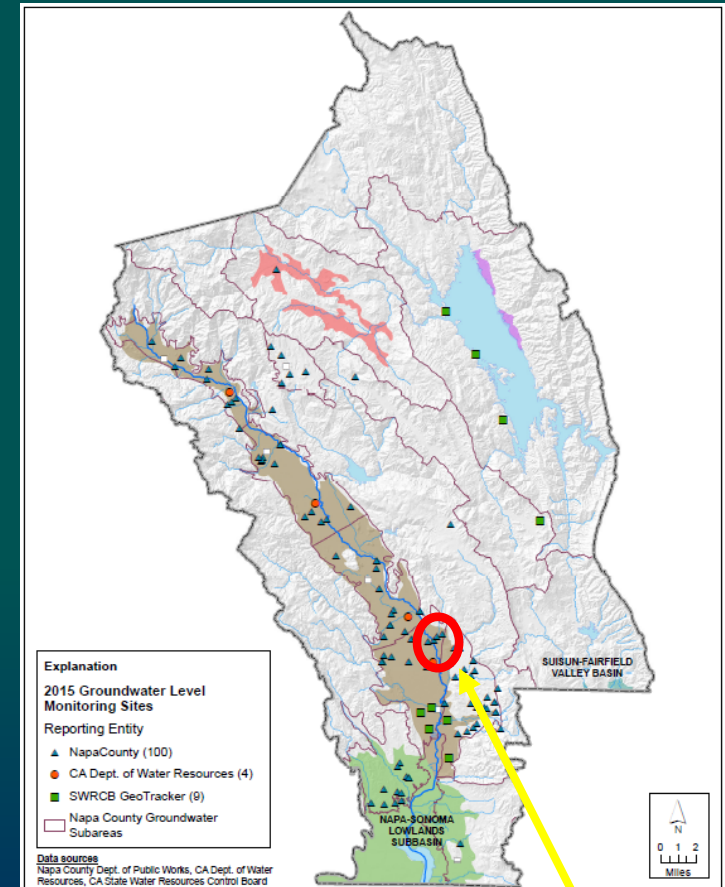 SUISUN-FAIRFIELD
VALLEY BASIN
Explanation
2015 Groundwater Level
Monitoring Sites
Reporting Entity
NapaCounty (100)
CA Dept. of Water Resources (4)
SWRCB GeoTracker (9)
Napa County Groundwater
Subareas
Data sources
Napa County Dept. of Public Works, CA Dept. of Water
Resources, CA State Water Resources Control Board
NAPA-SONOMA
LOWLANDS
SUBBASIN
N
0 1 2
Miles